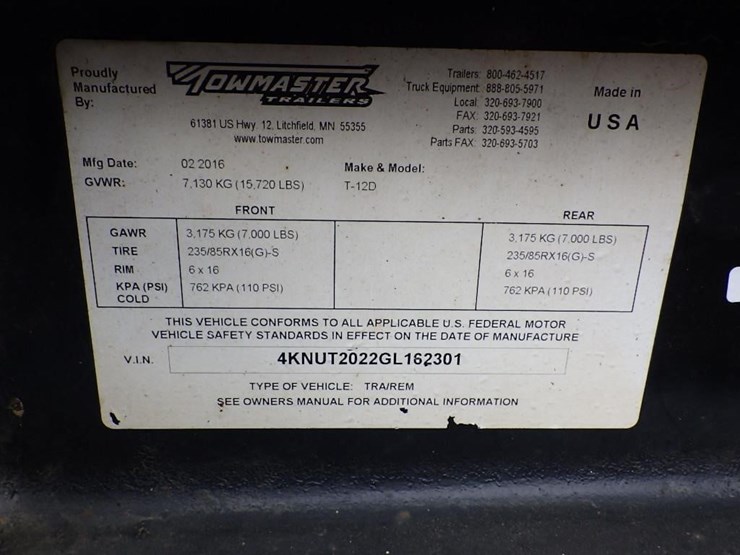 Proudly
Manufactured
By:
TOWMASTER
TRAILERS
61381 US Hwy. 12, Litchfield, MN 55355
www.towmaster.com
Trailers: 800-462-4517
Truck Equipment: 888-805-5971
Local: 320-693-7900
FAX: 320-693-7921
Parts: 320-593-4595
Parts FAX: 320-693-5703
Made in
USA
Mfg Date: 02 2016
Make & Model:
GVWR: 7,130 KG (15,720 LBS) T-12D
FRONT REAR
GAWR 3,175 KG (7,000 LBS) 3,175 KG (7,000 LBS)
TIRE 235/85RX16(G)-S 235/85RX16(G)-S
RIM 6 x 16 6 x 16
KPA (PSI) 762 KPA (110 PSI) 762 KPA (110 PSI)
COLD
THIS VEHICLE CONFORMS TO ALL APPLICABLE U.S. FEDERAL MOTOR
VEHICLE SAFETY STANDARDS IN EFFECT ON THE DATE OF MANUFACTURE
V.I.N. 4KNUT2022GL162301
TYPE OF VEHICLE: TRA/REM
SEE OWNERS MANUAL FOR ADDITIONAL INFORMATION